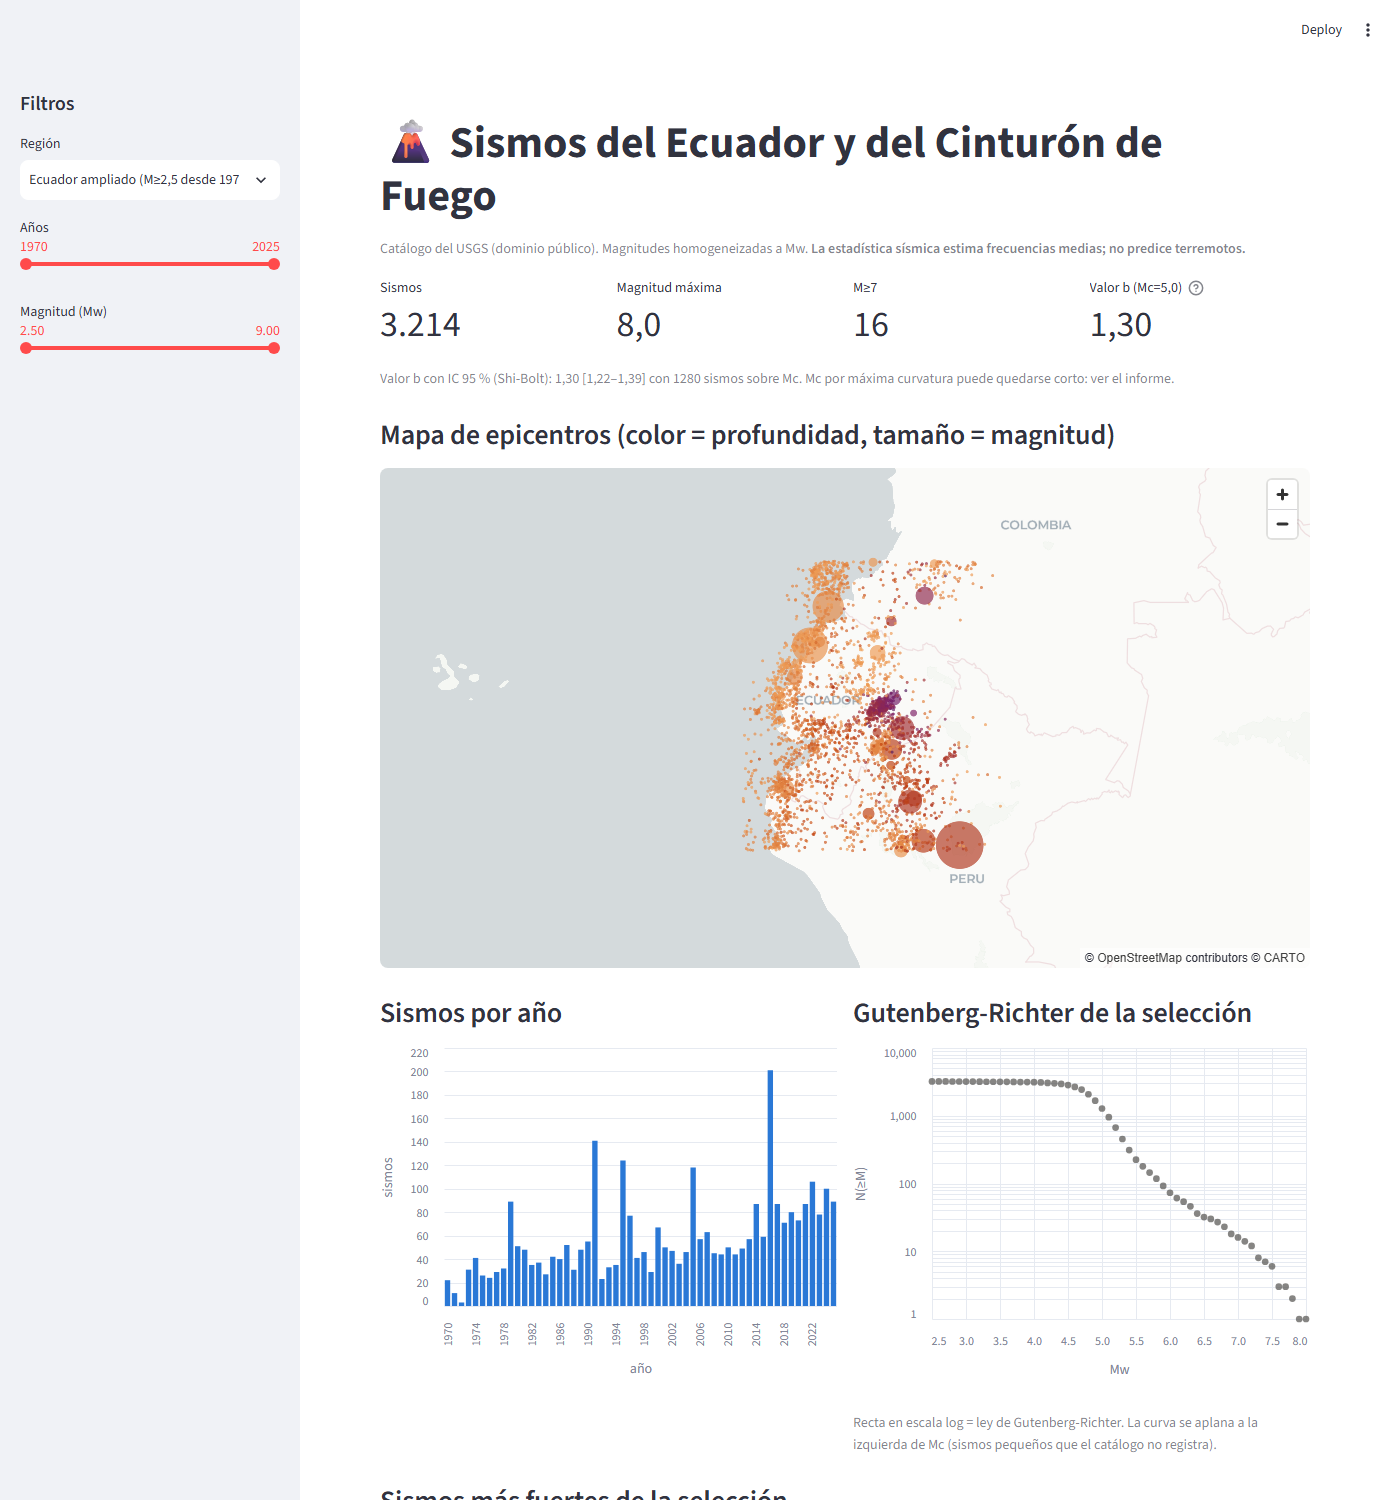 Deploy
Filtros
Región
Ecuador ampliado (M≥2,5 desde 197
Años
1970 2025
Magnitud (Mw)
2.50 9.00
Sismos del Ecuador y del Cinturón de
Fuego
Catálogo del USGS (dominio público). Magnitudes homogeneizadas a Mw. La estadística sísmica estima frecuencias medias; no predice terremotos.
Sismos Magnitud máxima M≥7 Valor b (Mc=5,0)
3.214 8,0 16 1,30
Valor b con IC 95 % (Shi-Bolt): 1,30 [1,22–1,39] con 1280 sismos sobre Mc. Mc por máxima curvatura puede quedarse corto: ver el informe.
Mapa de epicentros (color = profundidad, tamaño = magnitud)
+
−
COLOMBIA
ECUADOR
PERU
© OpenStreetMap contributors © CARTO
Sismos por año
220
200
180
160
140
120
100
80
60
40
20
0
sismos
1970 1974 1978 1982 1986 1990 1994 1998 2002 2006 2010 2014 2018 2022
año
Gutenberg-Richter de la selección
10,000
1,000
100
10
1
N(≥M)
2.5 3.0 3.5 4.0 4.5 5.0 5.5 6.0 6.5 7.0 7.5 8.0
Mw
Recta en escala log = ley de Gutenberg-Richter. La curva se aplana a la
izquierda de Mc (sismos pequeños que el catálogo no registra).
Sismos más fuertes de la selección